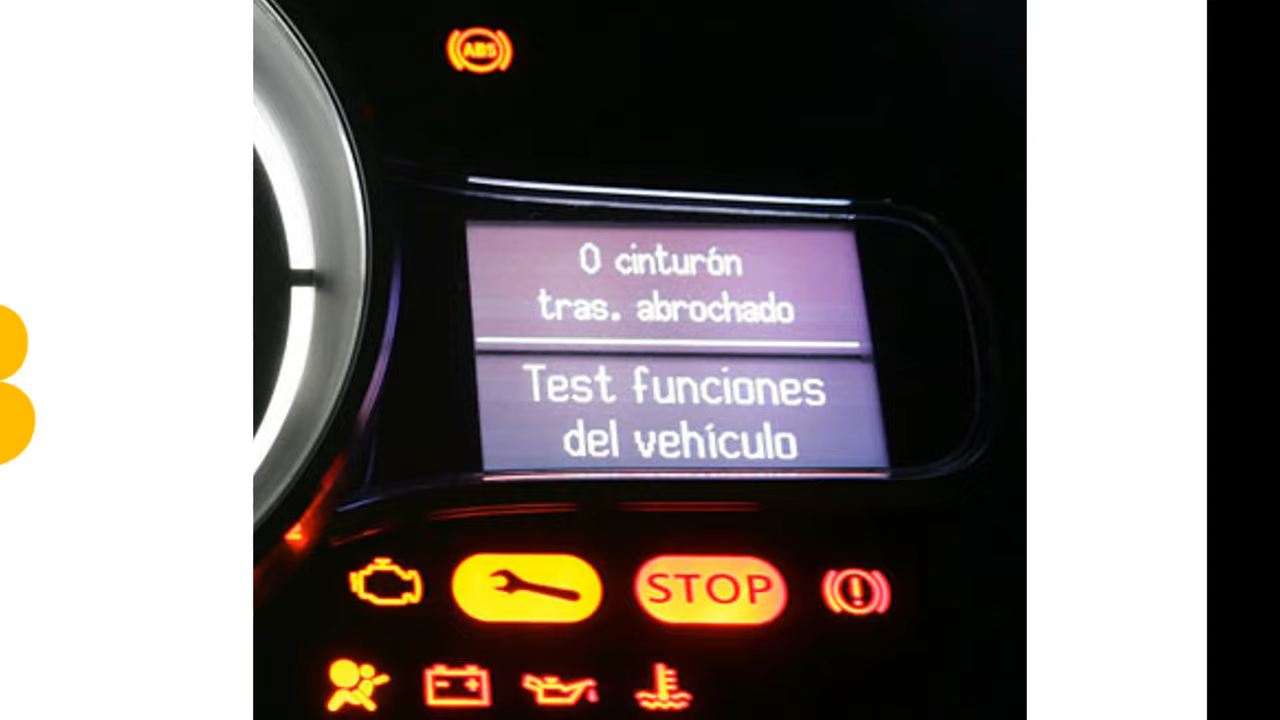 ABS
0 cinturón
tras. abrochado
Test funciones
del vehículo
STOP